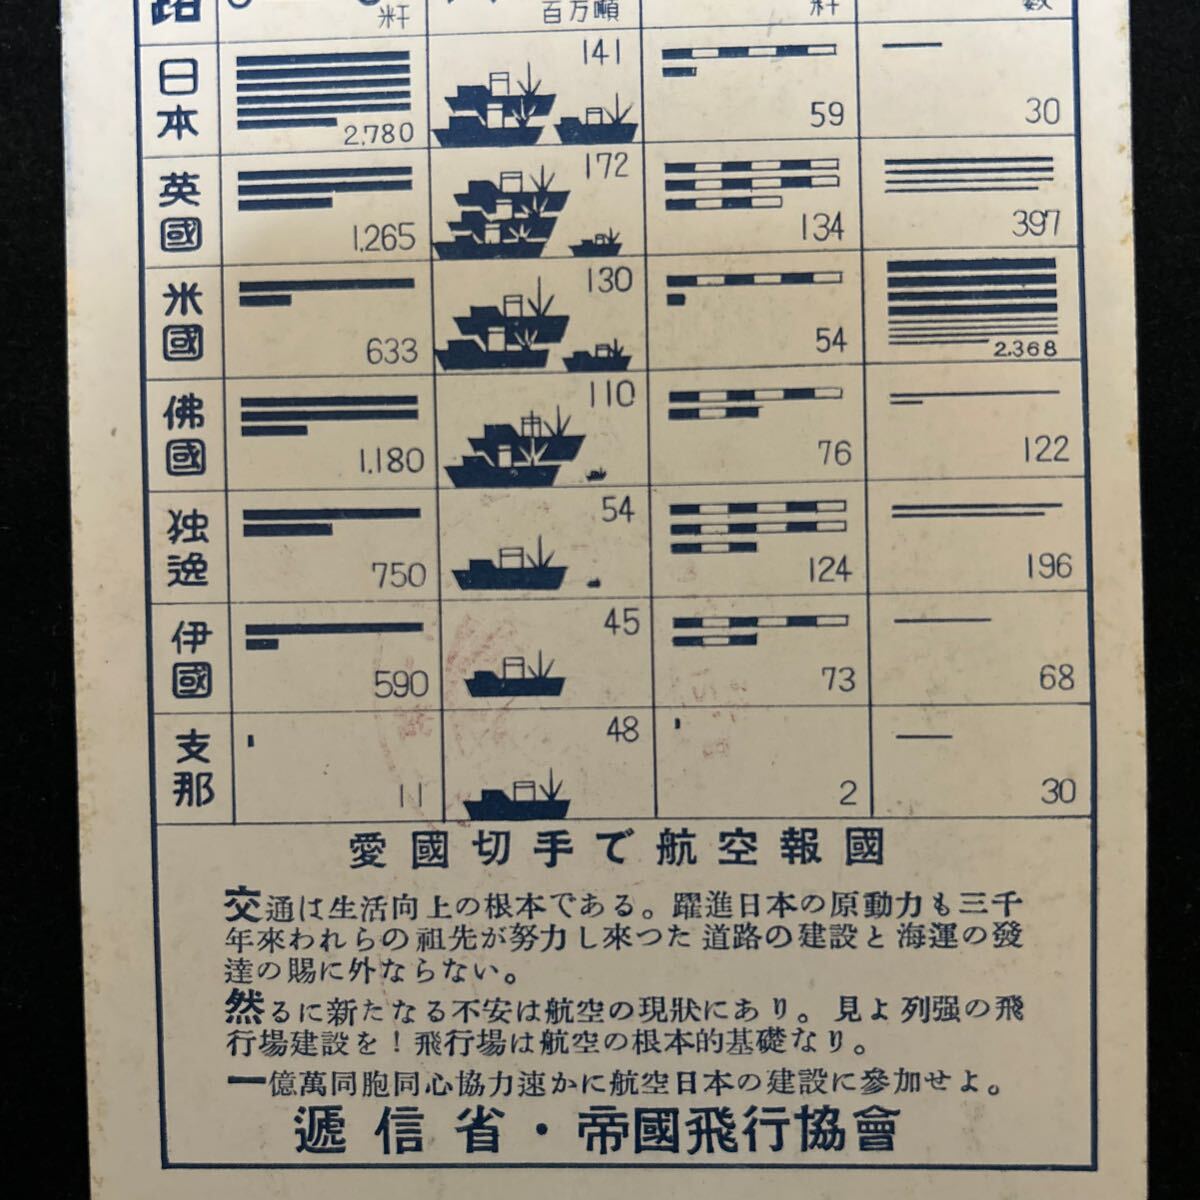 路 粁 百万噸 粁 数
日本 2,780 141 59 30
英國 1,265 172 134 397
米國 633 130 54 2,368
佛國 1,180 110 76 122
独逸 750 54 124 196
伊國 590 45 73 68
支那 11 48 2 30
愛國切手で航空報國
交通は生活向上の根本である。躍進日本の原動力も三千
年來われらの祖先が努力し來つた道路の建設と海運の發
達の賜に外ならない。
然るに新たなる不安は航空の現狀にあり。見よ列强の飛
行場建設を！飛行場は航空の根本的基礎なり。
一億萬同胞同心協力速かに航空日本の建設に參加せよ。
遞信省・帝國飛行協會